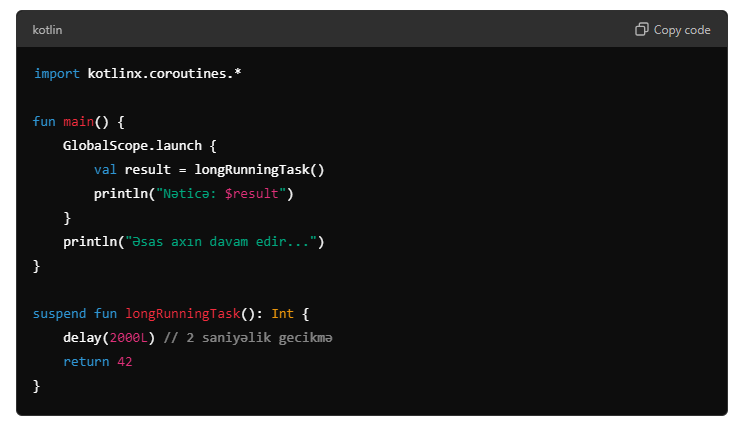 kotlin
Copy code
import kotlinx.coroutines.*
fun main() {
    GlobalScope.launch {
        val result = longRunningTask()
        println("Nəticə: $result")
    }
    println("Əsas axın davam edir...")
}
suspend fun longRunningTask(): Int {
    delay(2000L) // 2 saniyəlik gecikmə
    return 42
}